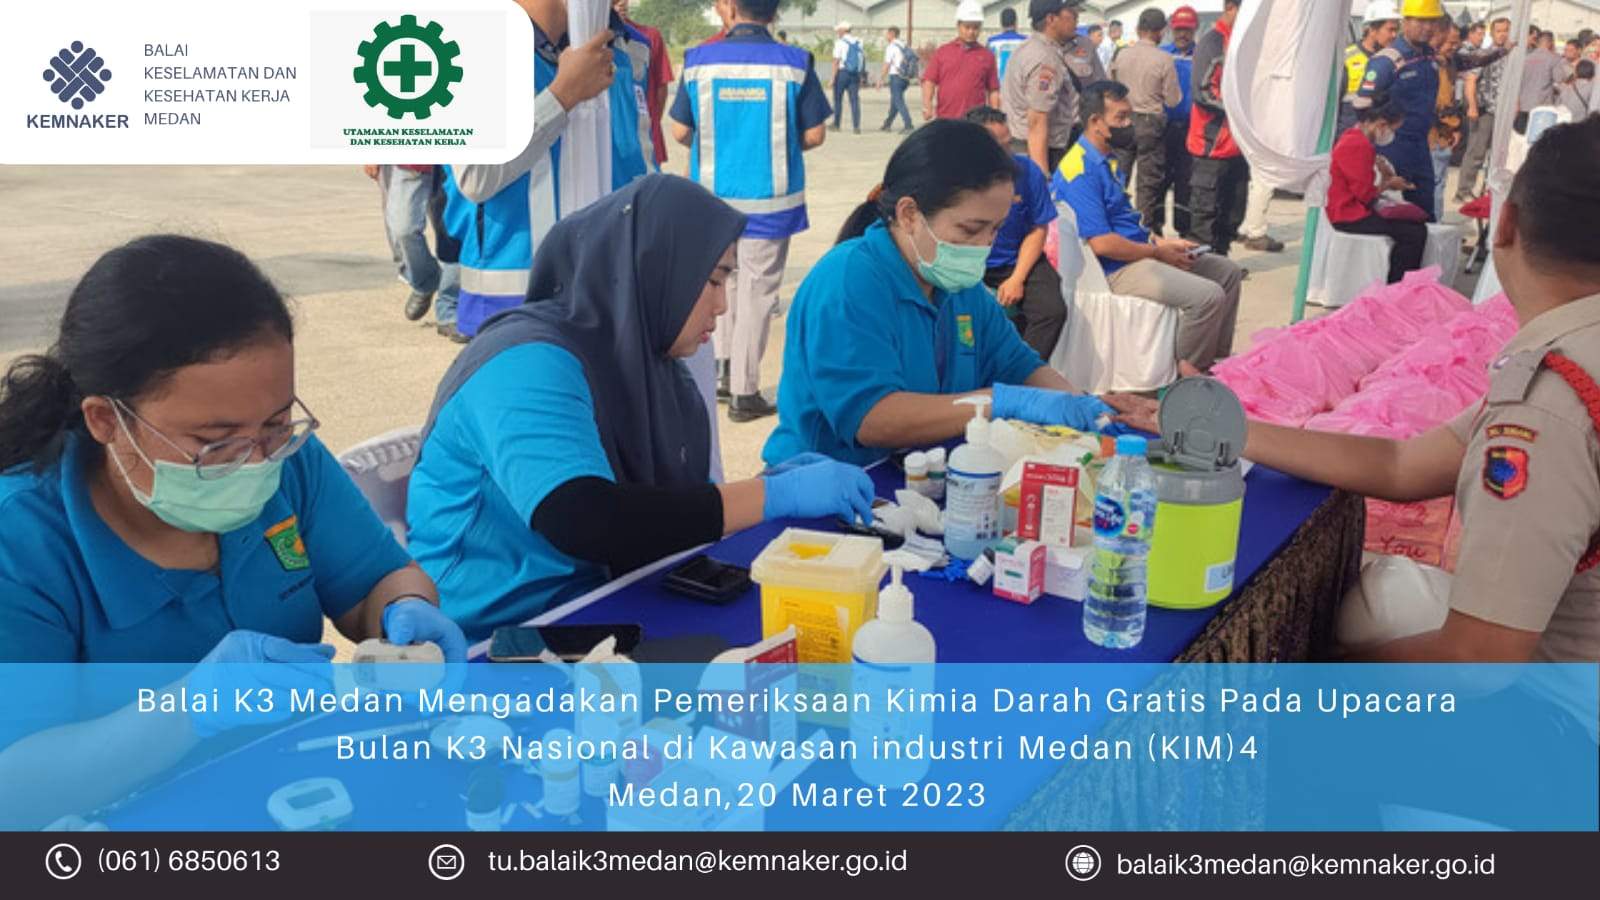 KEMNAKER
BALAI
KESELAMATAN DAN
KESEHATAN KERJA
MEDAN
UTAMAKAN KESELAMATAN
DAN KESEHATAN KERJA
You
Balai K3 Medan Mengadakan Pemeriksaan Kimia Darah Gratis Pada Upacara
Bulan K3 Nasional di Kawasan industri Medan (KIM)4
Medan,20 Maret 2023
(061) 6850613
tu.balaik3medan@kemnaker.go.id
balaik3medan@kemnaker.go.id